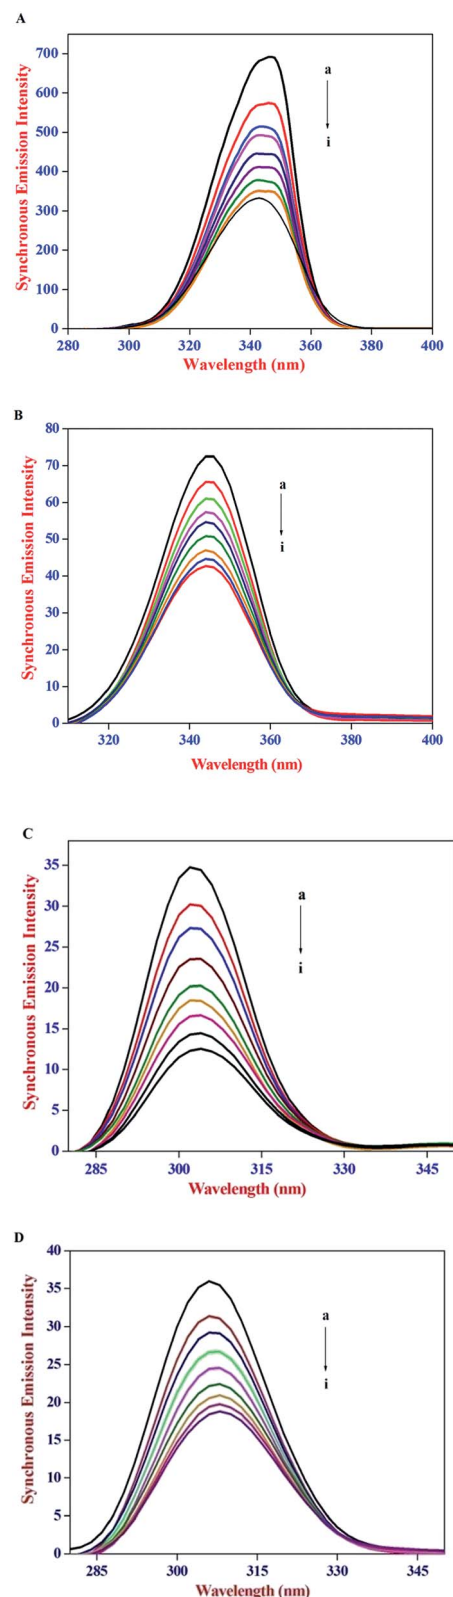 A
700
600
500
400
300
200
100
0
Synchronous Emission Intensity
a
i
280 300 320 340 360 380 400
Wavelength (nm)
B
80
70
60
50
40
30
20
10
0
Synchronous Emission Intensity
a
i
320 340 360 380 400
Wavelength (nm)
C
35
30
25
20
15
10
5
0
Synchronous Emission Intensity
a
i
285 300 315 330 345
Wavelength (nm)
D
40
35
30
25
20
15
10
5
0
Synchronous Emission Intensity
a
i
285 300 315 330 345
Wavelength (nm)